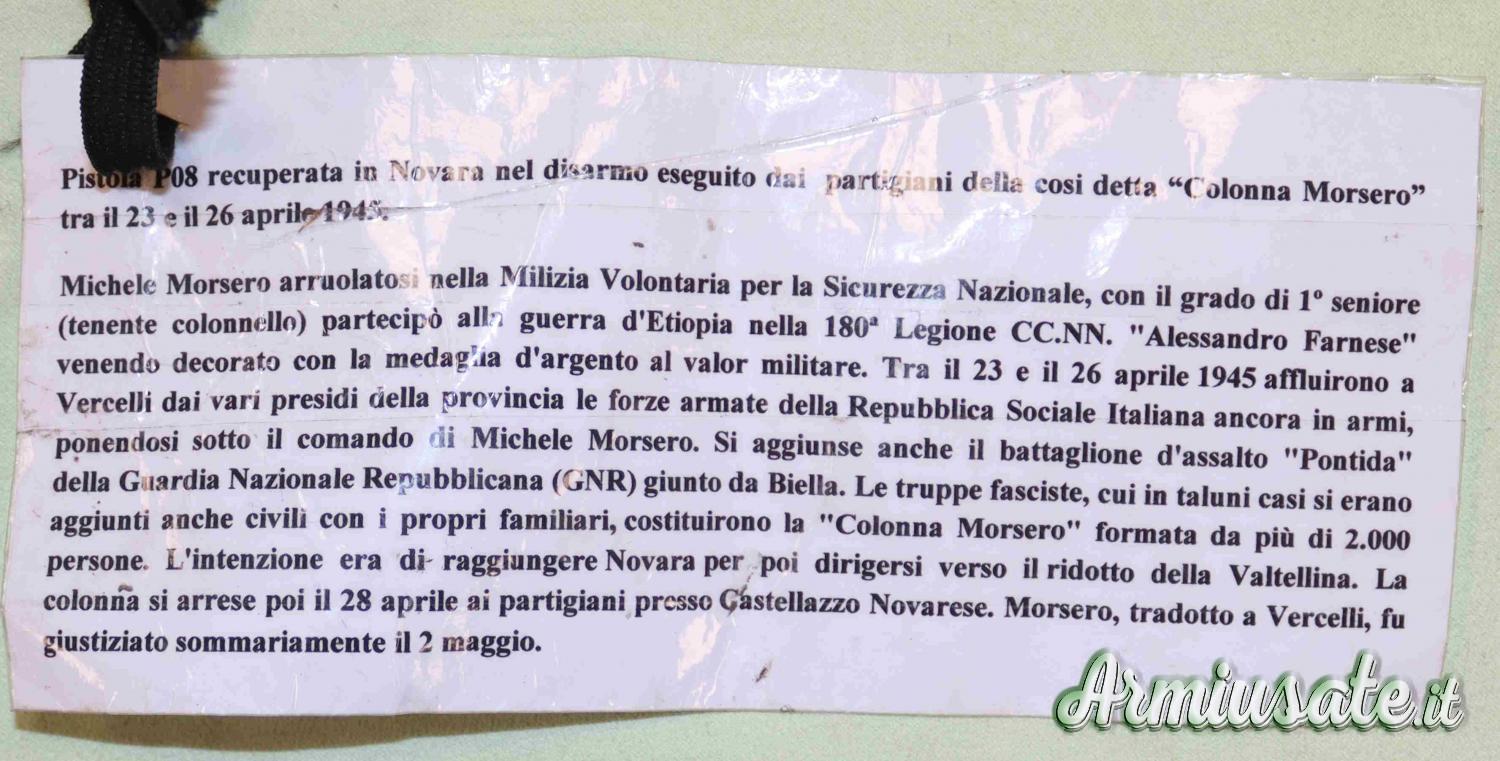 Pistola P08 recuperata in Novara nel disarmo eseguito dai partigiani della cosi detta “Colonna Morsero”
tra il 23 e il 26 aprile 1945.
Michele Morsero arruolatosi nella Milizia Volontaria per la Sicurezza Nazionale, con il grado di 1º seniore
(tenente colonnello) partecipò alla guerra d'Etiopia nella 180ª Legione CC.NN. "Alessandro Farnese"
venendo decorato con la medaglia d'argento al valor militare. Tra il 23 e il 26 aprile 1945 affluirono a
Vercelli dai vari presidi della provincia le forze armate della Repubblica Sociale Italiana ancora in armi,
ponendosi sotto il comando di Michele Morsero. Si aggiunse anche il battaglione d'assalto "Pontida"
della Guardia Nazionale Repubblicana (GNR) giunto da Biella. Le truppe fasciste, cui in taluni casi si erano
aggiunti anche civili con i propri familiari, costituirono la "Colonna Morsero" formata da più di 2.000
persone. L'intenzione era di raggiungere Novara per poi dirigersi verso il ridotto della Valtellina. La
colonna si arrese poi il 28 aprile ai partigiani presso Castellazzo Novarese. Morsero, tradotto a Vercelli, fu
giustiziato sommariamente il 2 maggio.
Armiusate.it